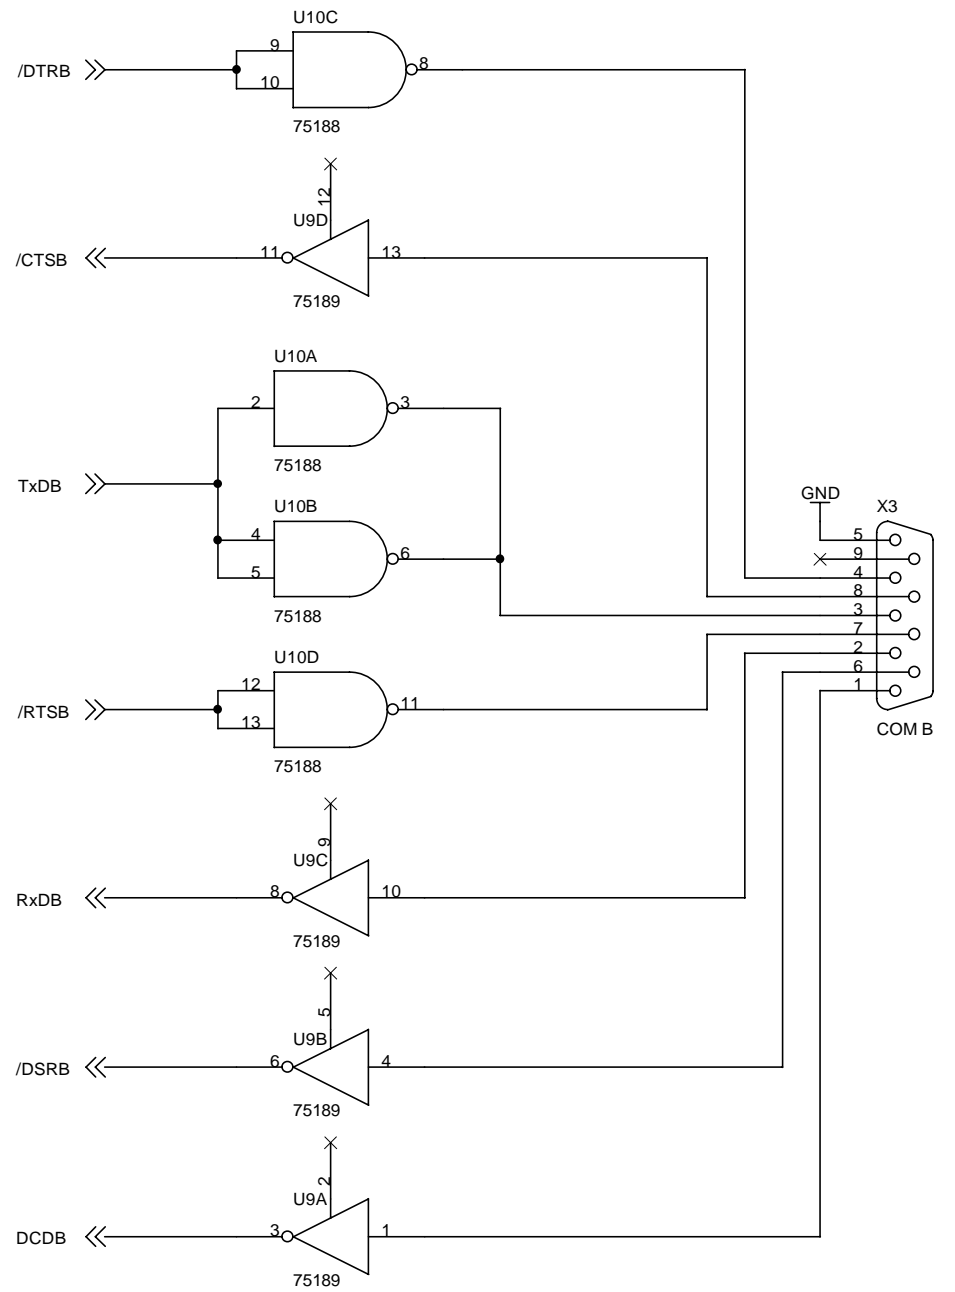 U10C
9
/DTRB
8
10
75188
12
U9D
/CTSB
11
13
75189
U10A
2
3
75188
TxDB
U10B
4
6
5
75188
GND
X3
5
9
4
8
3
7
2
6
1
COM B
U10D
12
/RTSB
11
13
75188
9
U9C
RxDB
8
10
75189
5
U9B
/DSRB
6
4
75189
2
U9A
DCDB
3
1
75189